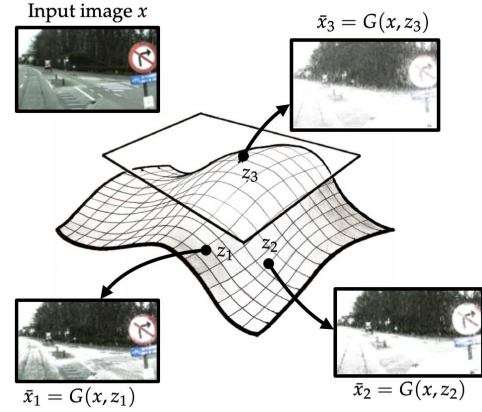 Input image x
x̄₃ = G(x, z₃)
z₃
z₁
z₂
x̄₁ = G(x, z₁)
x̄₂ = G(x, z₂)